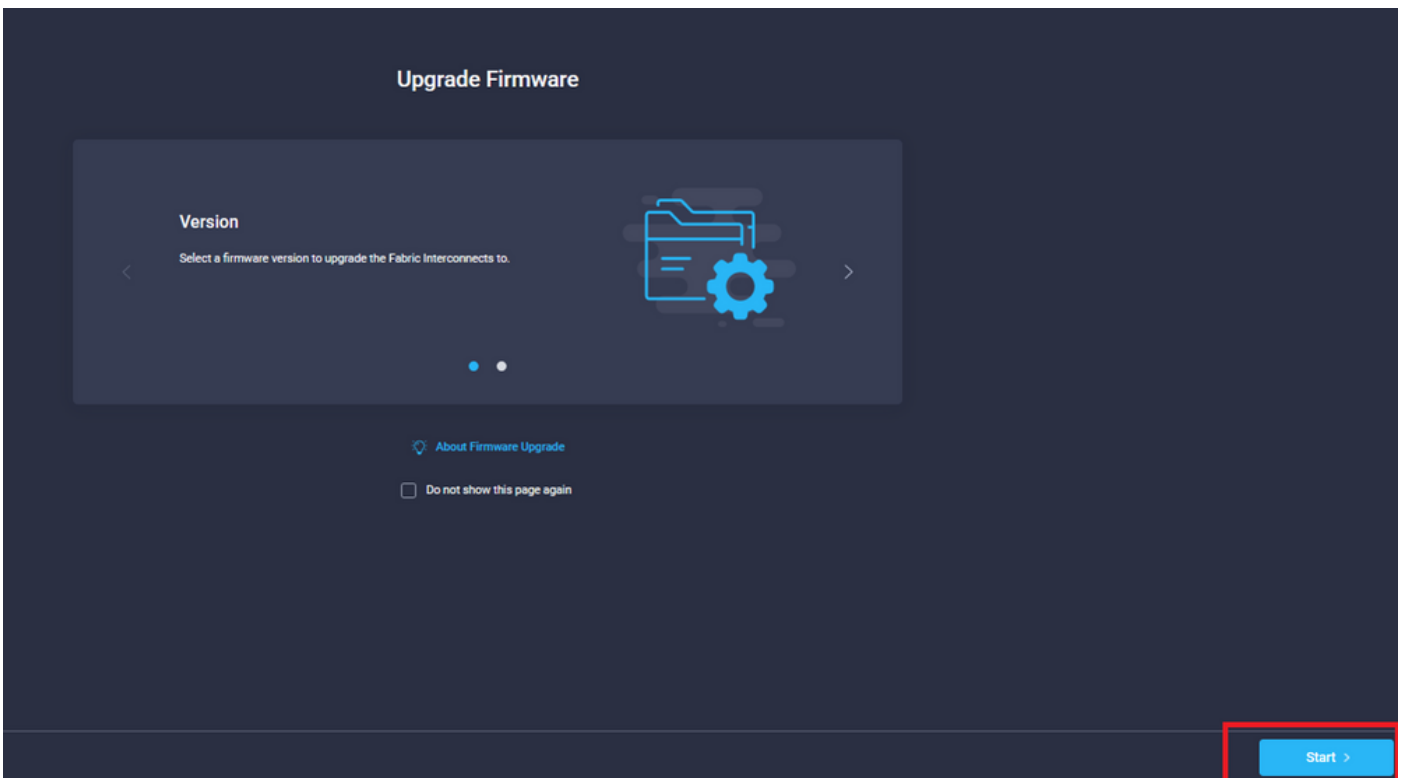 Upgrade Firmware
Version
Select a firmware version to upgrade the Fabric Interconnects to.
About Firmware Upgrade
Do not show this page again
Start